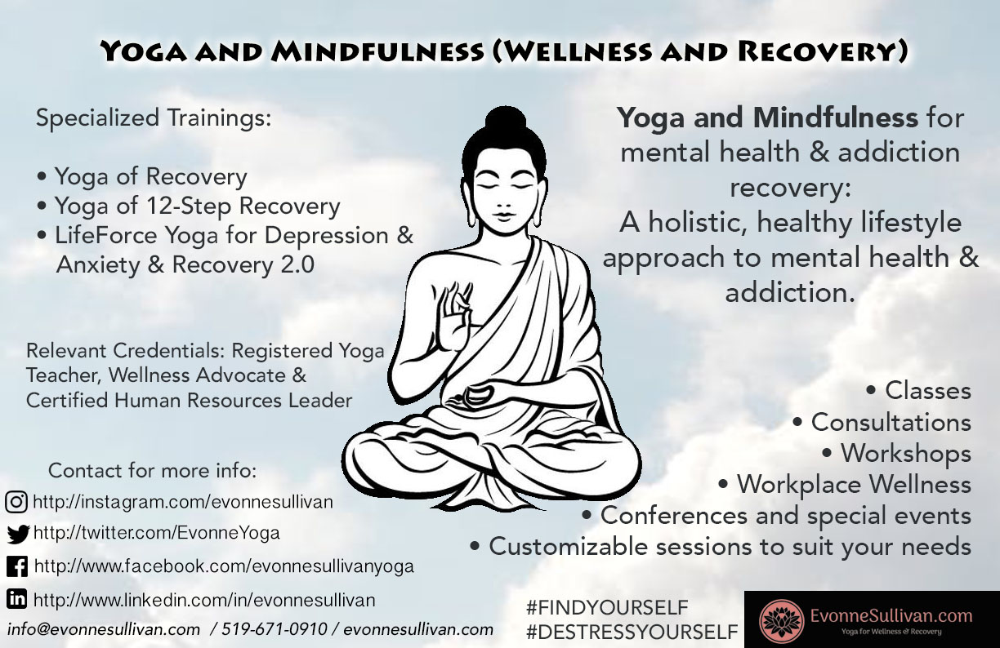 Yoga and Mindfulness (Wellness and Recovery)
Specialized Trainings:
• Yoga of Recovery
• Yoga of 12-Step Recovery
• LifeForce Yoga for Depression &
Anxiety & Recovery 2.0
Relevant Credentials: Registered Yoga
Teacher, Wellness Advocate &
Certified Human Resources Leader
Contact for more info:
http://instagram.com/evonnesullivan
http://twitter.com/EvonneYoga
http://www.facebook.com/evonnesullivanyoga
in http://www.linkedin.com/in/evonnesullivan
info@evonnesullivan.com / 519-671-0910 / evonnesullivan.com
Yoga and Mindfulness for
mental health & addiction
recovery:
A holistic, healthy lifestyle
approach to mental health &
addiction.
• Classes
• Consultations
• Workshops
• Workplace Wellness
• Conferences and special events
• Customizable sessions to suit your needs
#FINDYOURSELF
#DESTRESSYOURSELF
EvonneSullivan.com
Yoga for Wellness & Recovery